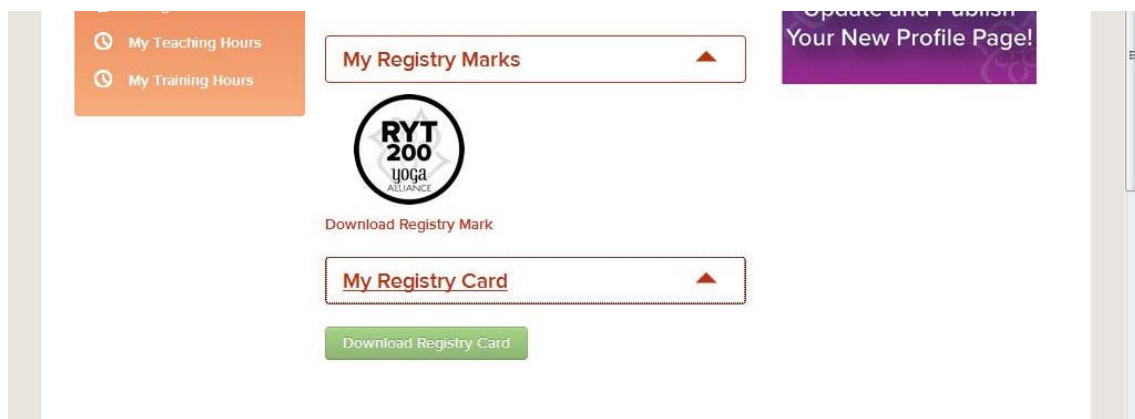 My Teaching Hours
My Training Hours
My Registry Marks
RYT
200
yoga
ALLIANCE
Download Registry Mark
My Registry Card
Download Registry Card
Update and Publish
Your New Profile Page!